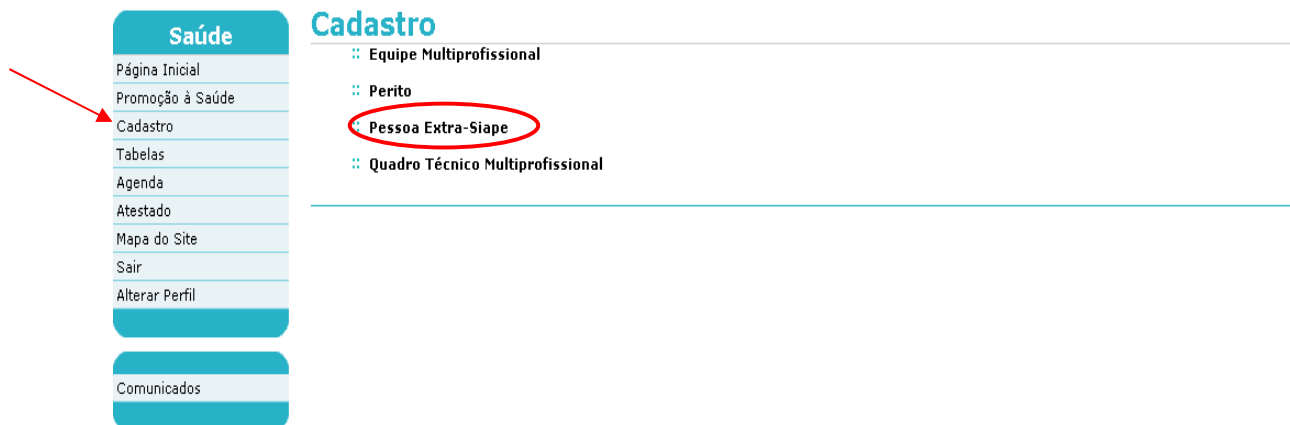 Saúde
Página Inicial
Promoção à Saúde
Cadastro
Tabelas
Agenda
Atestado
Mapa do Site
Sair
Alterar Perfil
Comunicados
Cadastro
Equipe Multiprofissional
Perito
Pessoa Extra-Siape
Quadro Técnico Multiprofissional